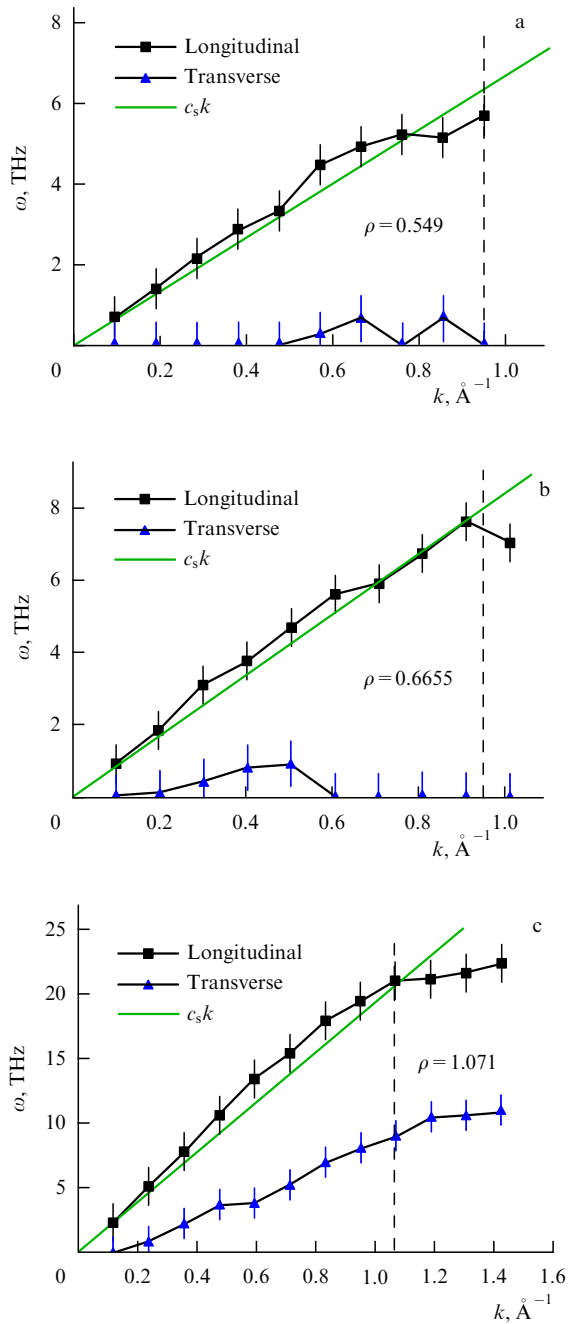 8
a
Longitudinal
Transverse
cₛk
6
ω, THz
4
ρ = 0.549
2
0
0.2
0.4
0.6
0.8
1.0
k, Å⁻¹
b
8
Longitudinal
Transverse
cₛk
6
ω, THz
4
ρ = 0.6655
2
0
0.2
0.4
0.6
0.8
1.0
k, Å⁻¹
25
c
Longitudinal
Transverse
cₛk
20
ω, THz
15
ρ = 1.071
10
5
0
0.2
0.4
0.6
0.8
1.0
1.2
1.4
1.6
k, Å⁻¹